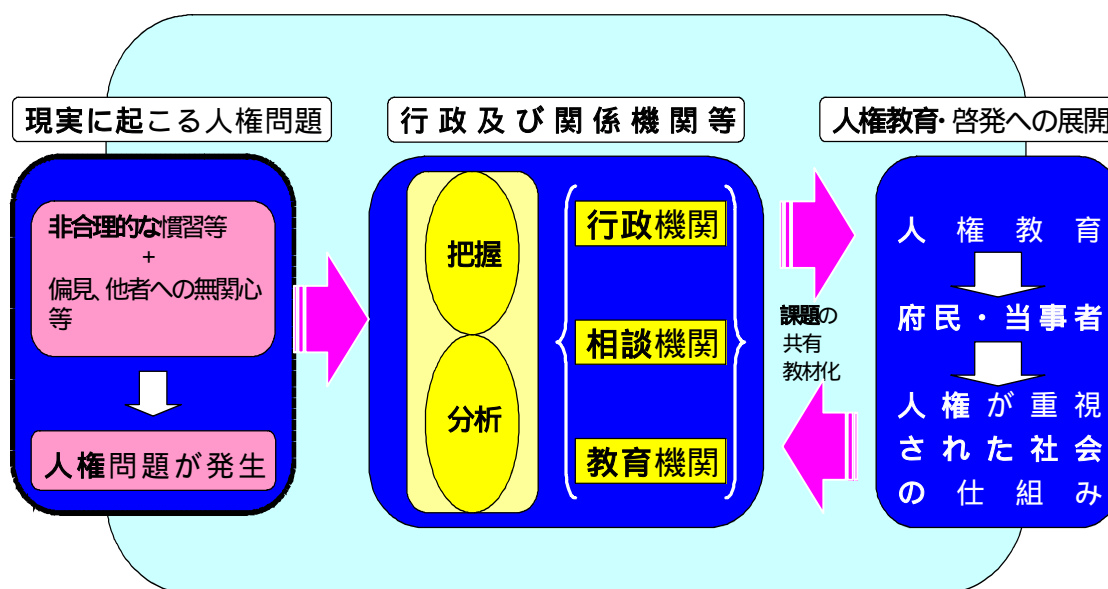 現実に起こる人権問題
非合理的な慣習等
+
偏見、他者への無関心
等
人権問題が発生
行政及び関係機関等
把握
分析
行政機関
相談機関
教育機関
課題の
共有
教材化
人権教育・啓発への展開
人権教育
府民・当事者
人権が重視
された社会
の仕組み